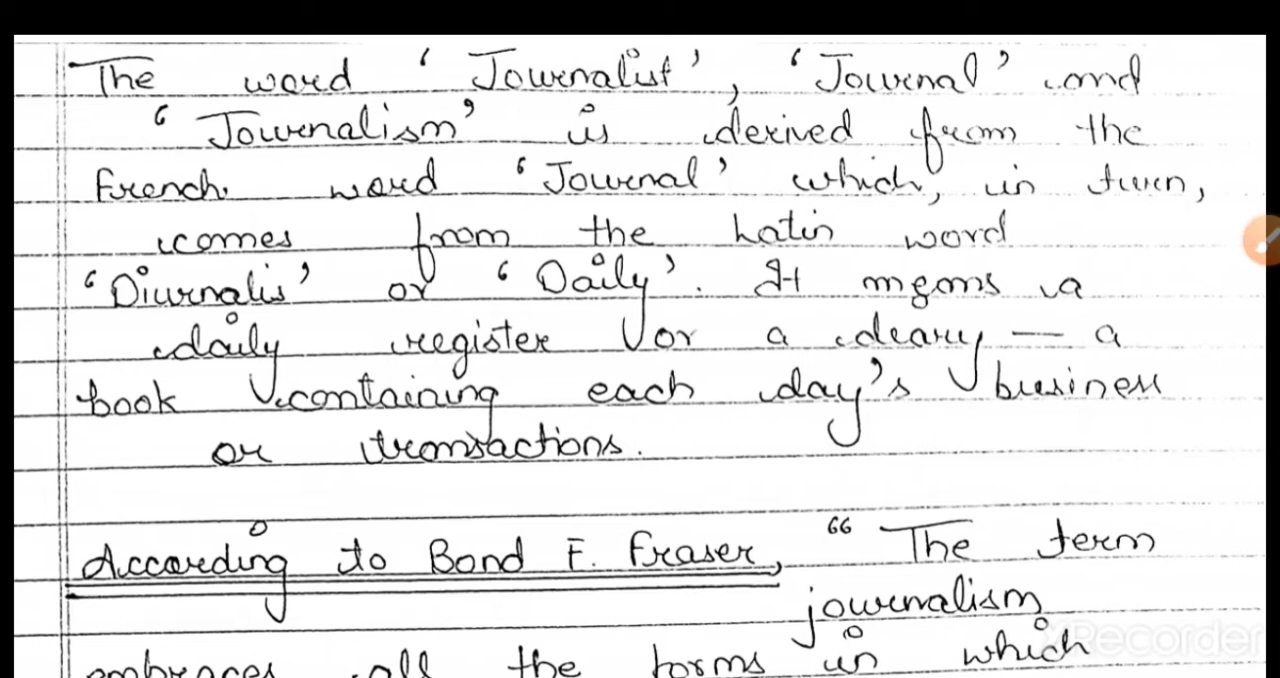 The word 'Journalist', 'Journal' and
'Journalism' is derived from the
French word 'Journal' which, in turn,
comes from the Latin word
'Diurnalis' or 'Daily'. It means a
daily register or a deary — a
book containing each day's business
or transactions.
According to Bond F. Fraser, "The term
journalism
embraces all the forms in which
XRecorder